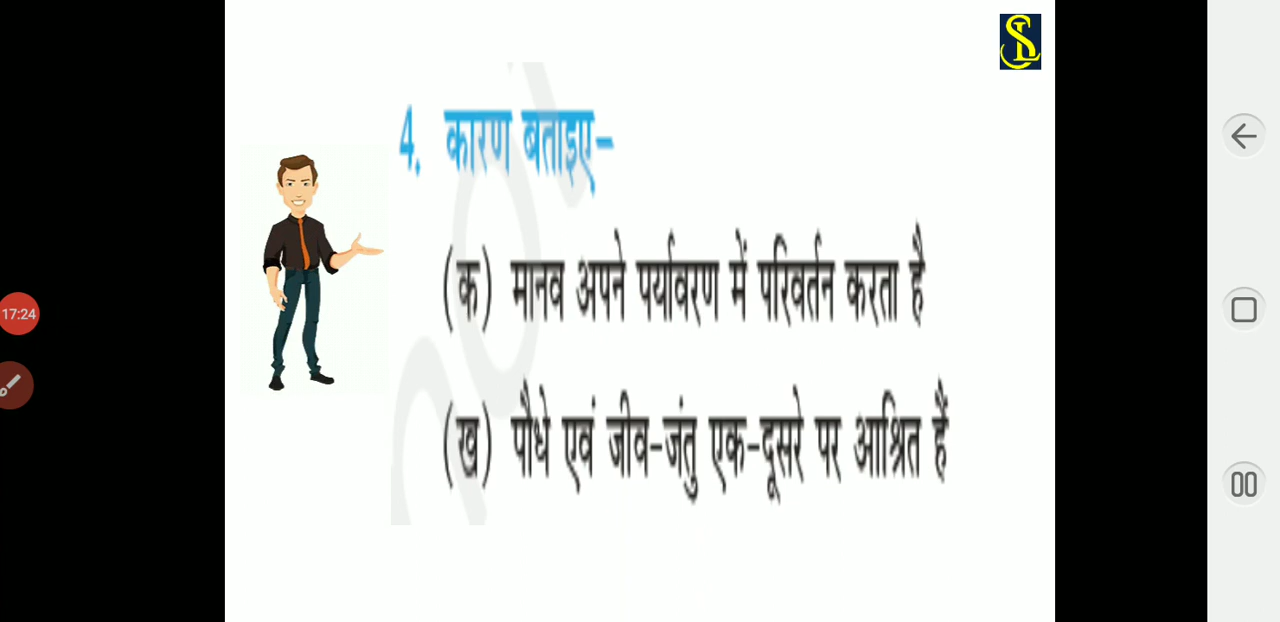 SL
4. कारण बताइए–
(क) मानव अपने पर्यावरण में परिवर्तन करता है
(ख) पौधे एवं जीव-जंतु एक-दूसरे पर आश्रित हैं
17:24